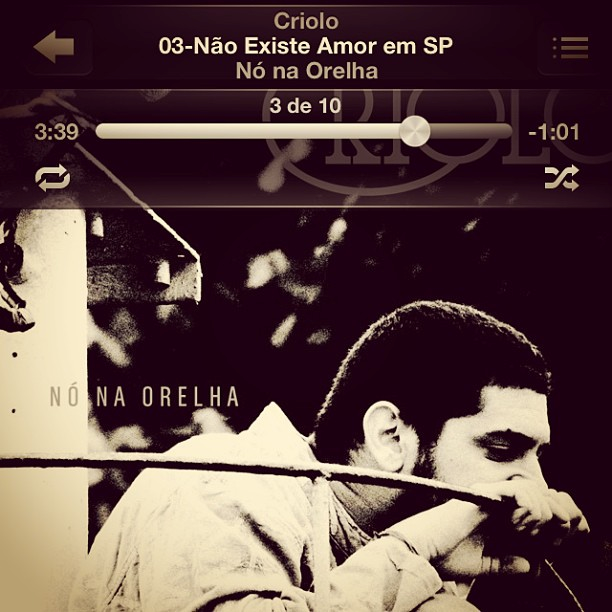 Criolo
03-Não Existe Amor em SP
Nó na Orelha
3 de 10
3:39 -1:01
CRIOLO
NÓ NA ORELHA